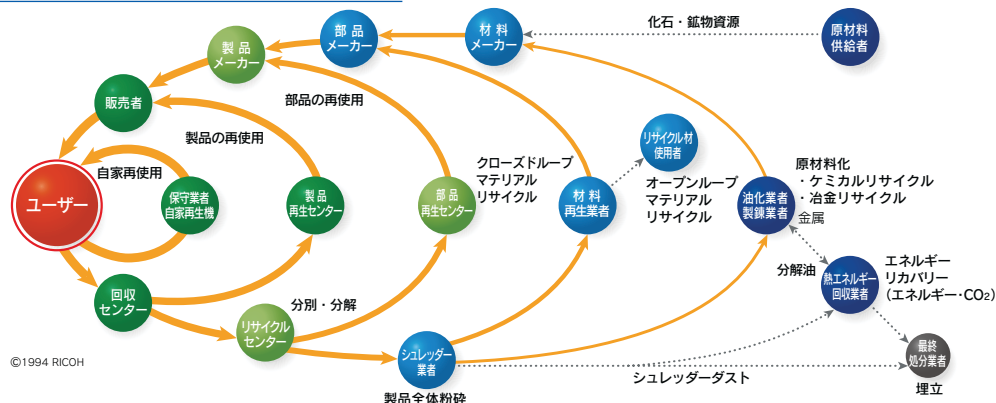 部品
メーカー
材料
メーカー
化石・鉱物資源
原材料
供給者
製品
メーカー
販売者
部品の再使用
製品の再使用
自家再使用
ユーザー
保守業者
自家再生機
製品
再生センター
部品
再生センター
クローズドループ
マテリアル
リサイクル
材料
再生業者
リサイクル材
使用者
オープンループ
マテリアル
リサイクル
油化業者
製錬業者
原材料化
・ケミカルリサイクル
・冶金リサイクル
金属
分解油
熱エネルギー
回収業者
エネルギー
リカバリー
（エネルギー・CO₂）
回収
センター
分別・分解
リサイクル
センター
シュレッダー
業者
製品全体粉砕
シュレッダーダスト
最終
処分業者
埋立
©1994 RICOH